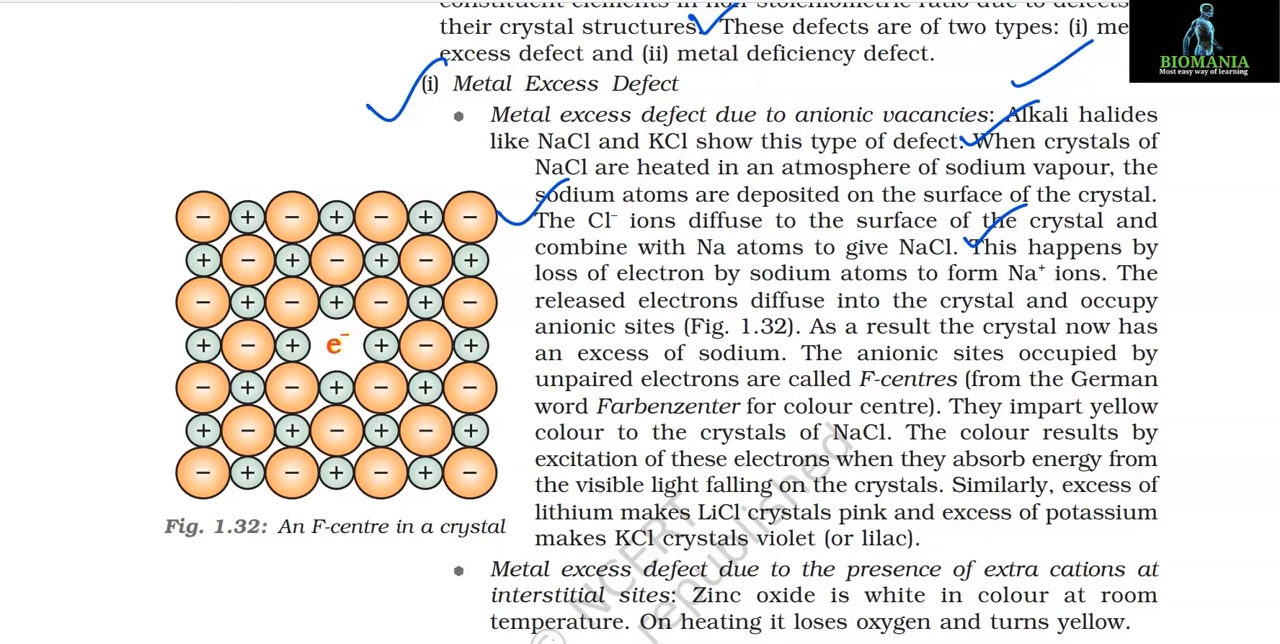 constituent elements in non-stoichiometric ratio due to defects
their crystal structures. These defects are of two types: (i)
excess defect and (ii) metal deficiency defect.
(i) Metal Excess Defect
• Metal excess defect due to anionic vacancies: Alkali halides
like NaCl and KCl show this type of defect. When crystals of
NaCl are heated in an atmosphere of sodium vapour, the
sodium atoms are deposited on the surface of the crystal.
The Cl⁻ ions diffuse to the surface of the crystal and
combine with Na atoms to give NaCl. This happens by
loss of electron by sodium atoms to form Na⁺ ions. The
released electrons diffuse into the crystal and occupy
anionic sites (Fig. 1.32). As a result the crystal now has
an excess of sodium. The anionic sites occupied by
unpaired electrons are called F-centres (from the German
word Farbenzenter for colour centre). They impart yellow
colour to the crystals of NaCl. The colour results by
excitation of these electrons when they absorb energy from
the visible light falling on the crystals. Similarly, excess of
lithium makes LiCl crystals pink and excess of potassium
makes KCl crystals violet (or lilac).
• Metal excess defect due to the presence of extra cations at
interstitial sites: Zinc oxide is white in colour at room
temperature. On heating it loses oxygen and turns yellow.
− + − + − + −
+ − + − + − +
− + − + − + −
+ − + e⁻ + − +
− + − + − + −
+ − + − + − +
− + − + − + −
Fig. 1.32: An F-centre in a crystal
BIOMANIA
Most easy way of learning
© NCERT
republished